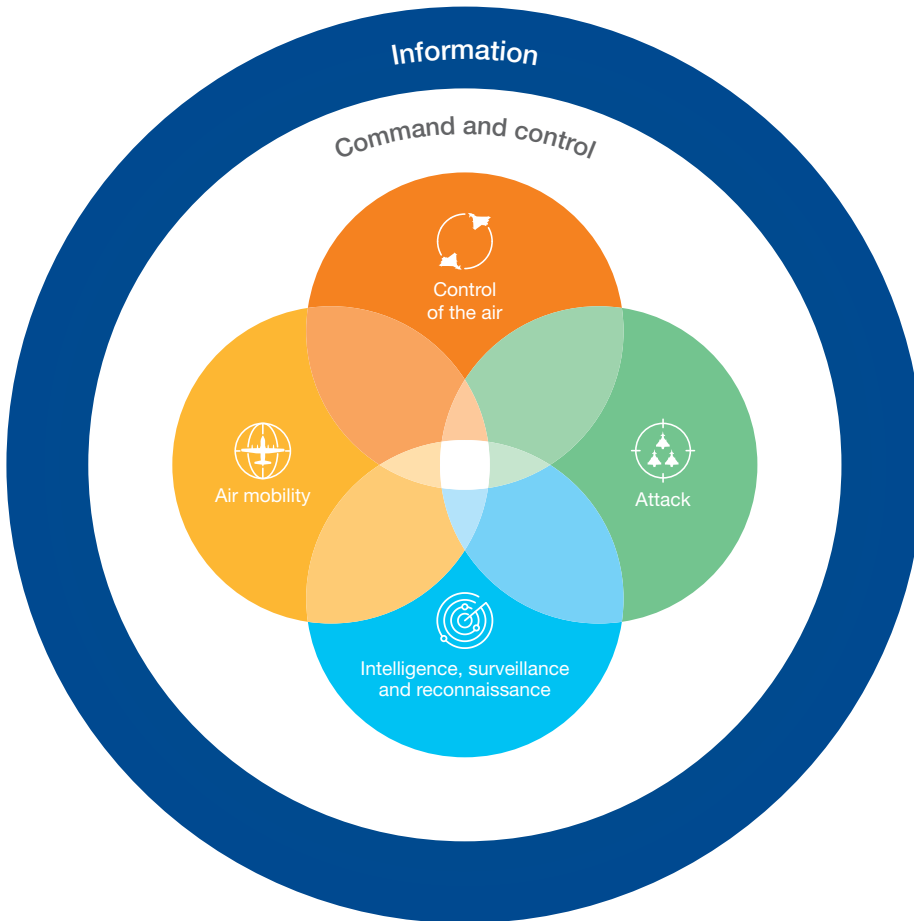 Information
Command and control
Control
of the air
Air mobility
Attack
Intelligence, surveillance
and reconnaissance